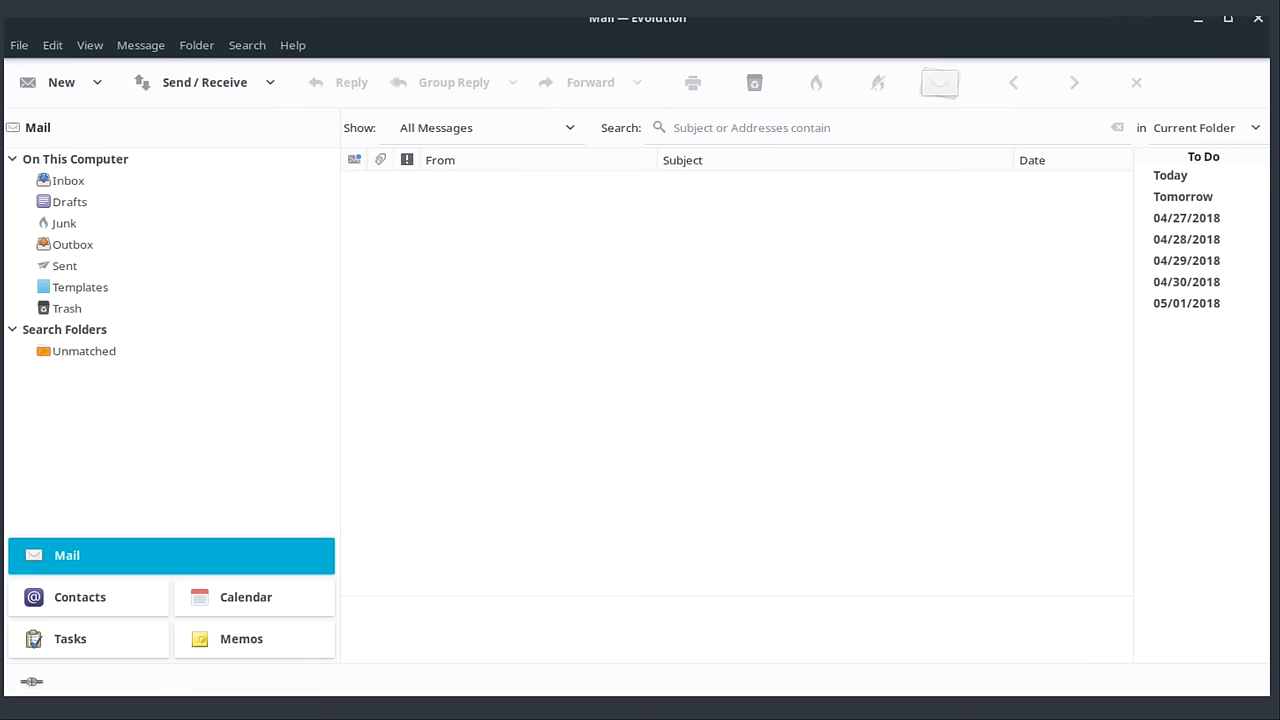 Mail — Evolution
File Edit View Message Folder Search Help
New Send / Receive Reply Group Reply Forward
Mail
Show: All Messages Search: Subject or Addresses contain in Current Folder
On This Computer
Inbox
Drafts
Junk
Outbox
Sent
Templates
Trash
Search Folders
Unmatched
From Subject Date
To Do
Today
Tomorrow
04/27/2018
04/28/2018
04/29/2018
04/30/2018
05/01/2018
Mail
Contacts Calendar
Tasks Memos